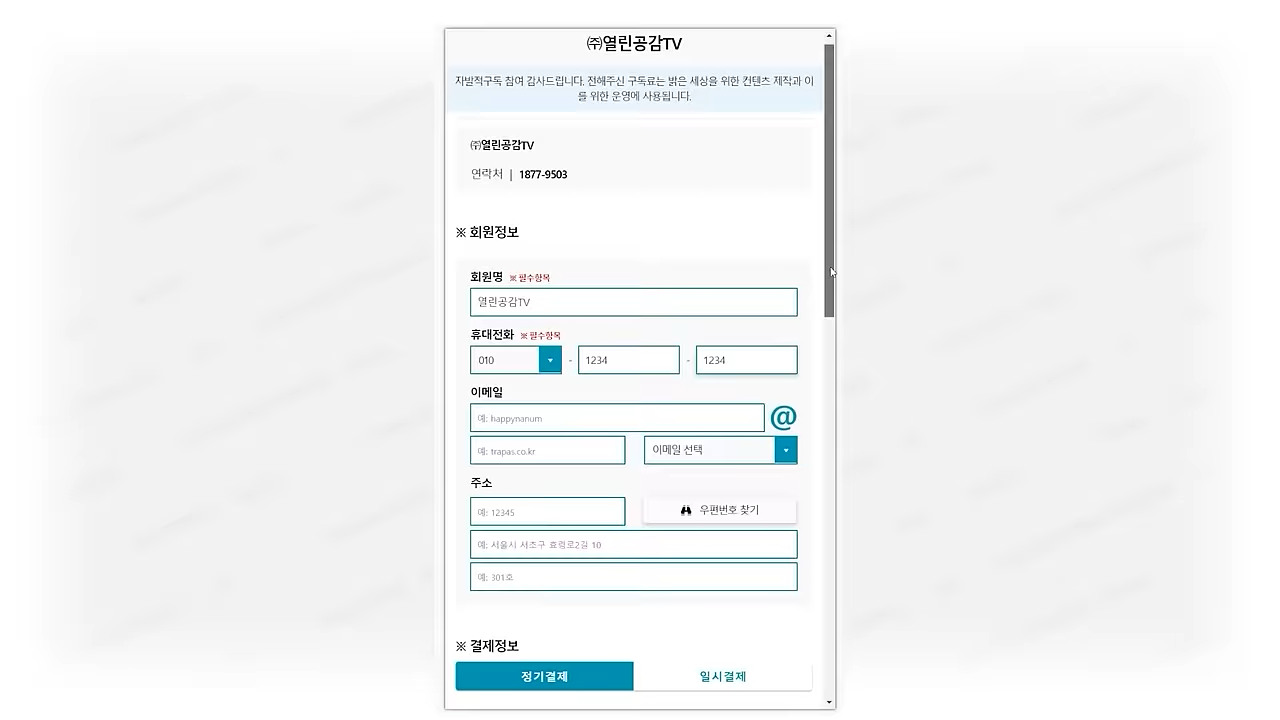 ㈜열린공감TV
자발적구독 참여 감사드립니다. 전해주신 구독료는 밝은 세상을 위한 컨텐츠 제작과 이
를 위한 운영에 사용됩니다.
㈜열린공감TV
연락처 | 1877-9503
※ 회원정보
회원명 ※ 필수항목
열린공감TV
휴대전화 ※ 필수항목
010 - 1234 - 1234
이메일
예: happynanum @
예: trapas.co.kr 이메일 선택
주소
예: 12345 우편번호 찾기
예: 서울시 서초구 효령로2길 10
예: 301호
※ 결제정보
정기결제 일시결제